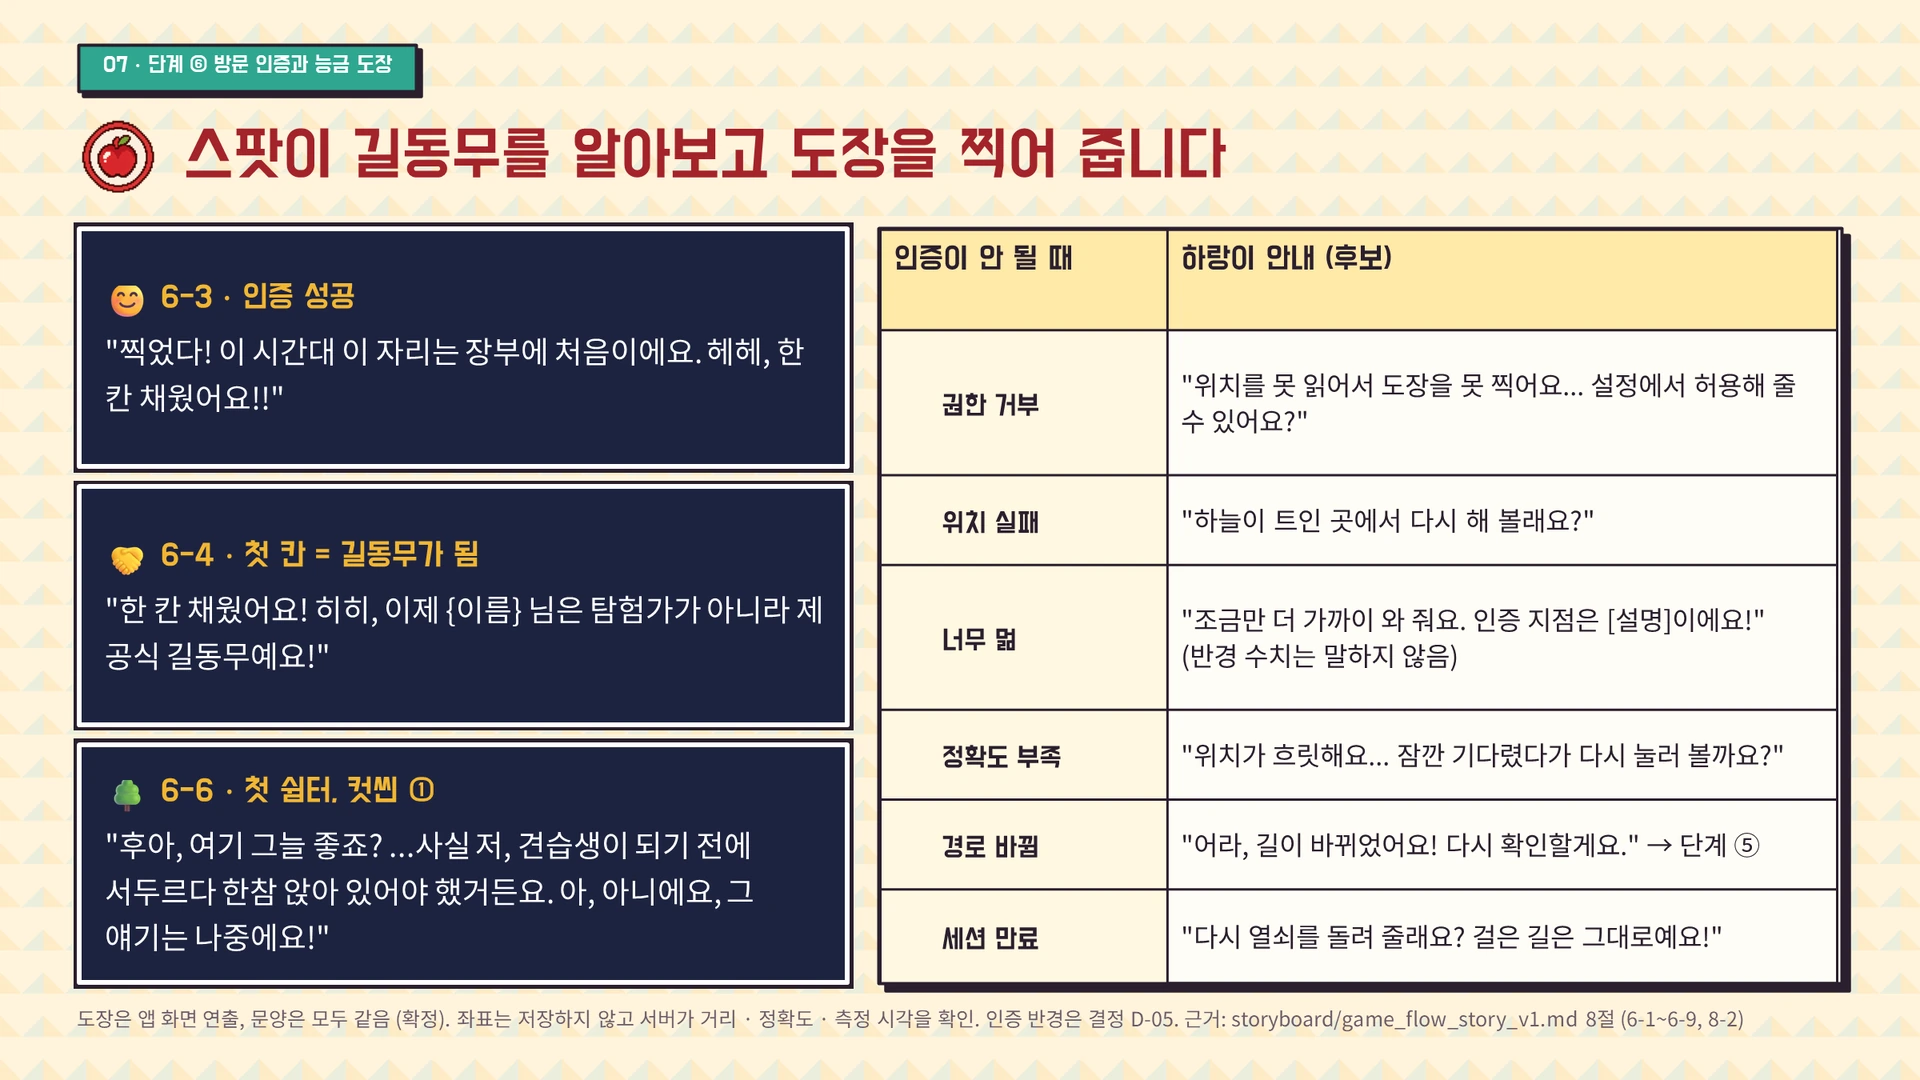 07 · 단계 ⑥ 방문 인증과 능금 도장
스팟이 길동무를 알아보고 도장을 찍어 줍니다
6-3 · 인증 성공
"찍었다! 이 시간대 이 자리는 장부에 처음이에요. 헤헤, 한
칸 채웠어요!!"
6-4 · 첫 칸 = 길동무가 됨
"한 칸 채웠어요! 히히, 이제 {이름} 님은 탐험가가 아니라 제
공식 길동무예요!"
6-6 · 첫 쉼터, 컷씬 ①
"후아, 여기 그늘 좋죠? ...사실 저, 견습생이 되기 전에
서두르다 한참 앉아 있어야 했거든요. 아, 아니에요, 그
얘기는 나중에요!"
인증이 안 될 때
하랑이 안내 (후보)
권한 거부
"위치를 못 읽어서 도장을 못 찍어요... 설정에서 허용해 줄
수 있어요?"
위치 실패
"하늘이 트인 곳에서 다시 해 볼래요?"
너무 멂
"조금만 더 가까이 와 줘요. 인증 지점은 [설명]이에요!"
(반경 수치는 말하지 않음)
정확도 부족
"위치가 흐릿해요... 잠깐 기다렸다가 다시 눌러 볼까요?"
경로 바뀜
"어라, 길이 바뀌었어요! 다시 확인할게요." → 단계 ⑤
세션 만료
"다시 열쇠를 돌려 줄래요? 걸은 길은 그대로예요!"
도장은 앱 화면 연출, 문양은 모두 같음 (확정). 좌표는 저장하지 않고 서버가 거리 · 정확도 · 측정 시각을 확인. 인증 반경은 결정 D-05. 근거: storyboard/game_flow_story_v1.md 8절 (6-1~6-9, 8-2)